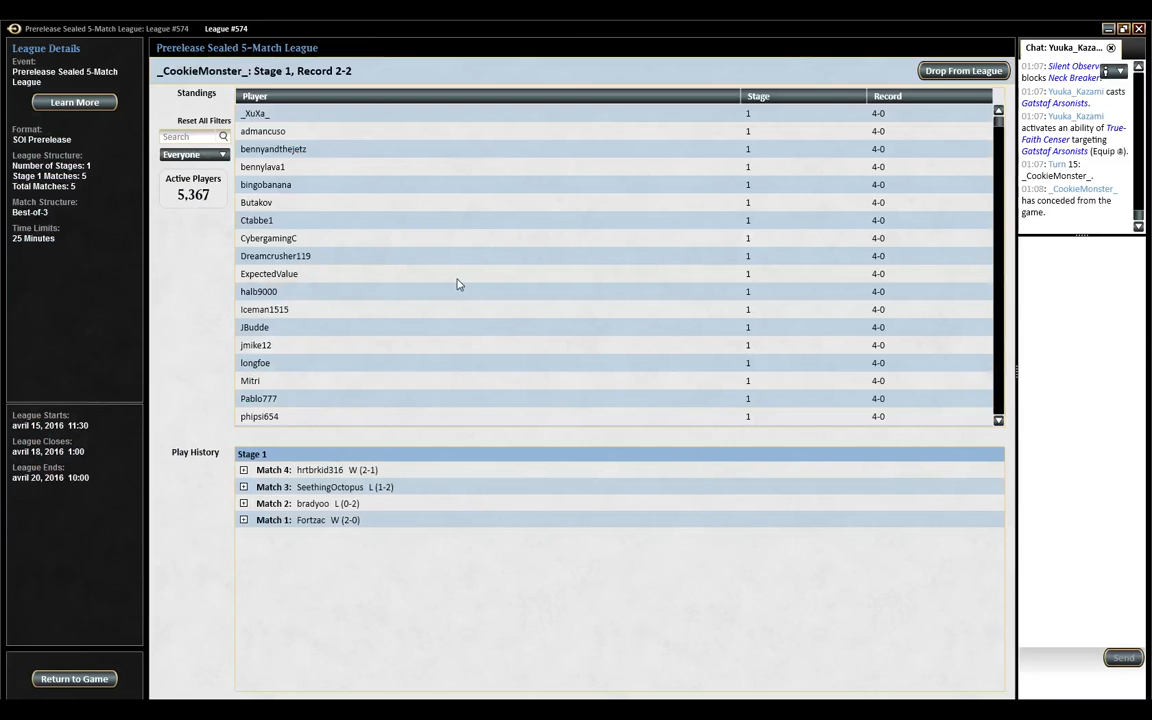 Prerelease Sealed 5-Match League: League #574
League #574
League Details
Event:
Prerelease Sealed 5-Match
League
Learn More
Format:
SOI Prerelease
League Structure:
Number of Stages: 1
Stage 1 Matches: 5
Total Matches: 5
Match Structure:
Best-of-3
Time Limits:
25 Minutes
League Starts:
avril 15, 2016 11:30
League Closes:
avril 18, 2016 1:00
League Ends:
avril 20, 2016 10:00
Return to Game
Prerelease Sealed 5-Match League
_CookieMonster_: Stage 1, Record 2-2
Drop From League
Standings
Reset All Filters
Search
Everyone
Active Players
5,367
Player Stage Record
_XuXa_ 1 4-0
admancuso 1 4-0
bennyandthejetz 1 4-0
bennylava1 1 4-0
bingobanana 1 4-0
Butakov 1 4-0
Ctabbe1 1 4-0
CybergamingC 1 4-0
Dreamcrusher119 1 4-0
ExpectedValue 1 4-0
halb9000 1 4-0
Iceman1515 1 4-0
JBudde 1 4-0
jmike12 1 4-0
longfoe 1 4-0
Mitri 1 4-0
Pablo777 1 4-0
phipsi654 1 4-0
Play History
Stage 1
Match 4: hrtbrkid316 W (2-1)
Match 3: SeethingOctopus L (1-2)
Match 2: bradyoo L (0-2)
Match 1: Fortzac W (2-0)
Chat: Yuuka_Kaza...
01:07: Silent Observ
blocks Neck Breaker.
01:07: Yuuka_Kazami casts
Gatstaf Arsonists.
01:07: Yuuka_Kazami
activates an ability of True-
Faith Censer targeting
Gatstaf Arsonists (Equip 2).
01:07: Turn 15:
_CookieMonster_.
01:08: _CookieMonster_
has conceded from the
game.
Send